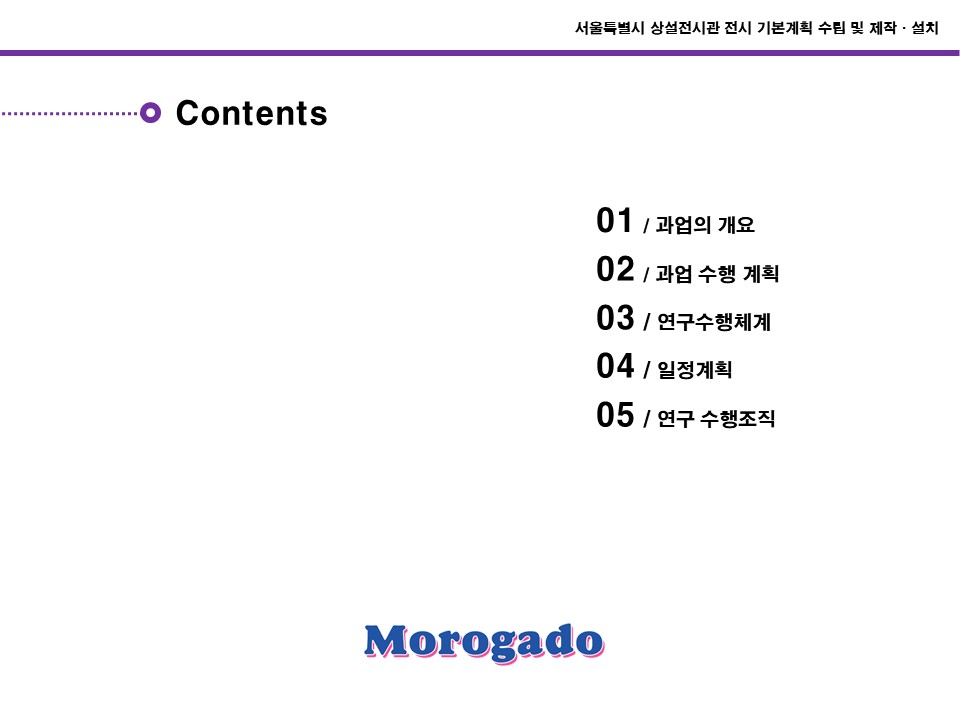 서울특별시 상설전시관 전시 기본계획 수립 및 제작 · 설치
Contents
01 / 과업의 개요
02 / 과업 수행 계획
03 / 연구수행체계
04 / 일정계획
05 / 연구 수행조직
Morogado